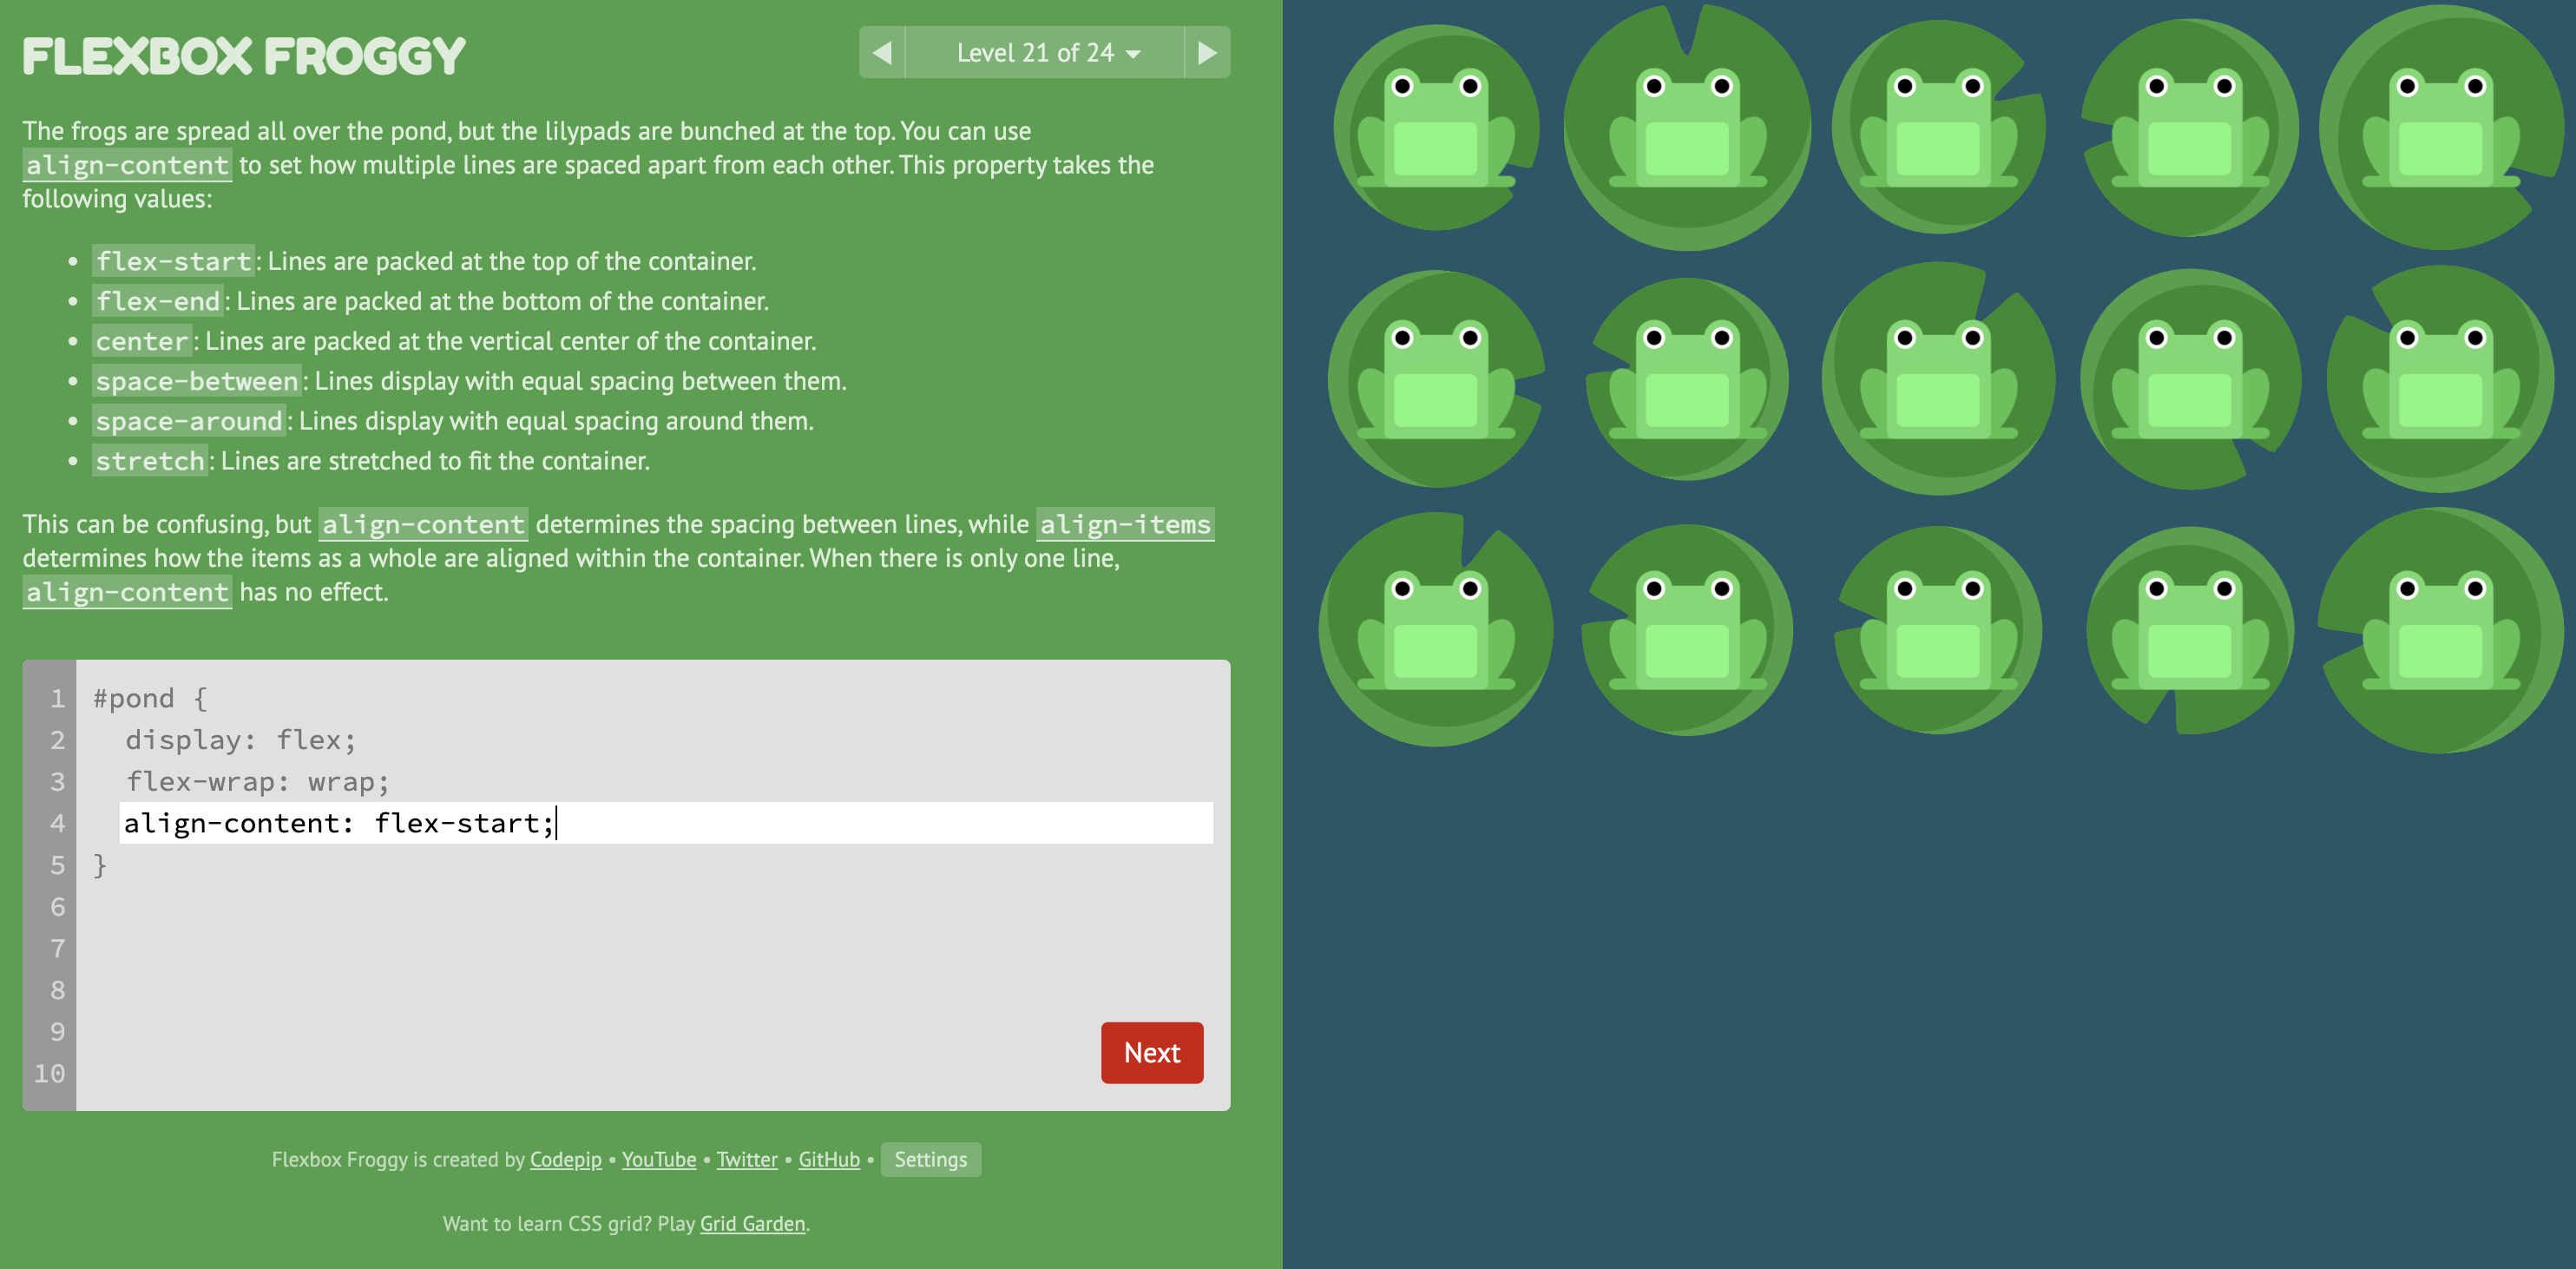 FLEXBOX FROGGY
Level 21 of 24
The frogs are spread all over the pond, but the lilypads are bunched at the top. You can use
align-content to set how multiple lines are spaced apart from each other. This property takes the
following values:
• flex-start: Lines are packed at the top of the container.
• flex-end: Lines are packed at the bottom of the container.
• center: Lines are packed at the vertical center of the container.
• space-between: Lines display with equal spacing between them.
• space-around: Lines display with equal spacing around them.
• stretch: Lines are stretched to fit the container.
This can be confusing, but align-content determines the spacing between lines, while align-items
determines how the items as a whole are aligned within the container. When there is only one line,
align-content has no effect.
1 #pond {
2 display: flex;
3 flex-wrap: wrap;
4 align-content: flex-start;
5 }
6
7
8
9
10
Next
Flexbox Froggy is created by Codepip • YouTube • Twitter • GitHub • Settings
Want to learn CSS grid? Play Grid Garden.